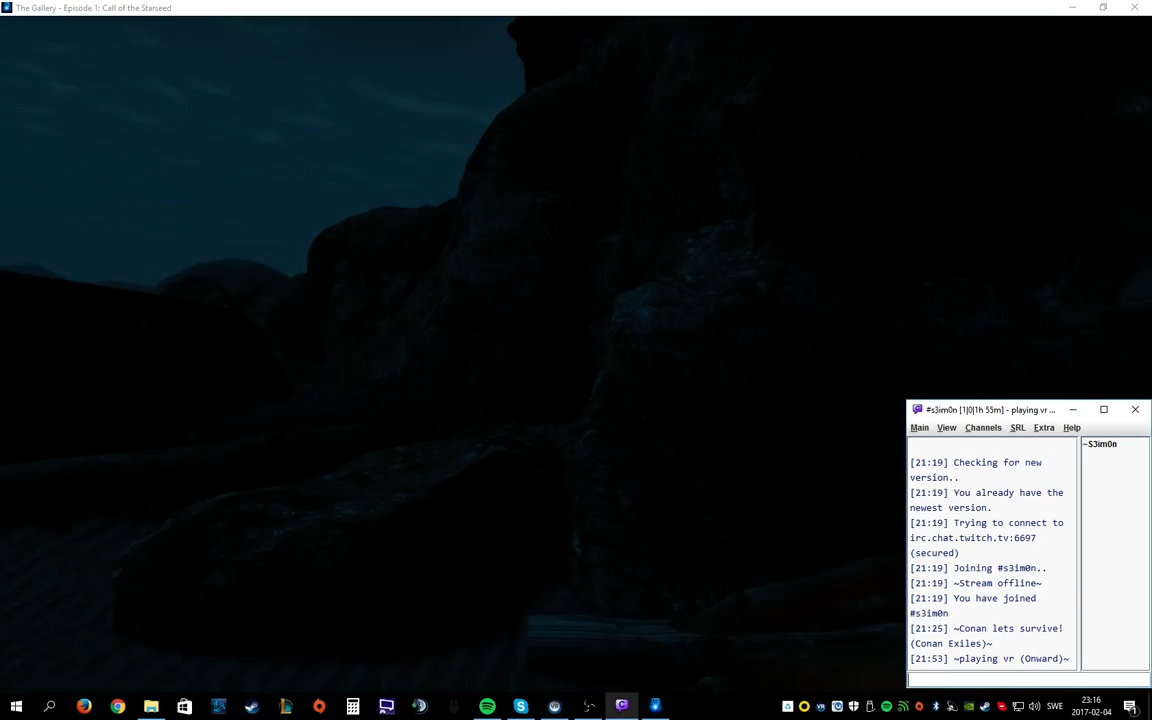 The Gallery - Episode 1: Call of the Starseed
#s3im0n [1|0|1h 55m] - playing vr ...
Main View Channels SRL Extra Help
~S3im0n
[21:19] Checking for new
version..
[21:19] You already have the
newest version.
[21:19] Trying to connect to
irc.chat.twitch.tv:6697
(secured)
[21:19] Joining #s3im0n..
[21:19] ~Stream offline~
[21:19] You have joined
#s3im0n
[21:25] ~Conan lets survive!
(Conan Exiles)~
[21:53] ~playing vr (Onward)~
SWE
23:16
2017-02-04